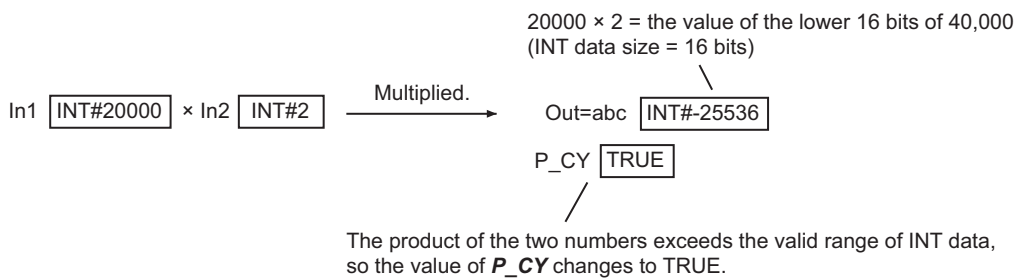 20000 × 2 = the value of the lower 16 bits of 40,000
(INT data size = 16 bits)
In1 INT#20000 × In2 INT#2 Multiplied. Out=abc INT#-25536
P_CY TRUE
The product of the two numbers exceeds the valid range of INT data,
so the value of P_CY changes to TRUE.